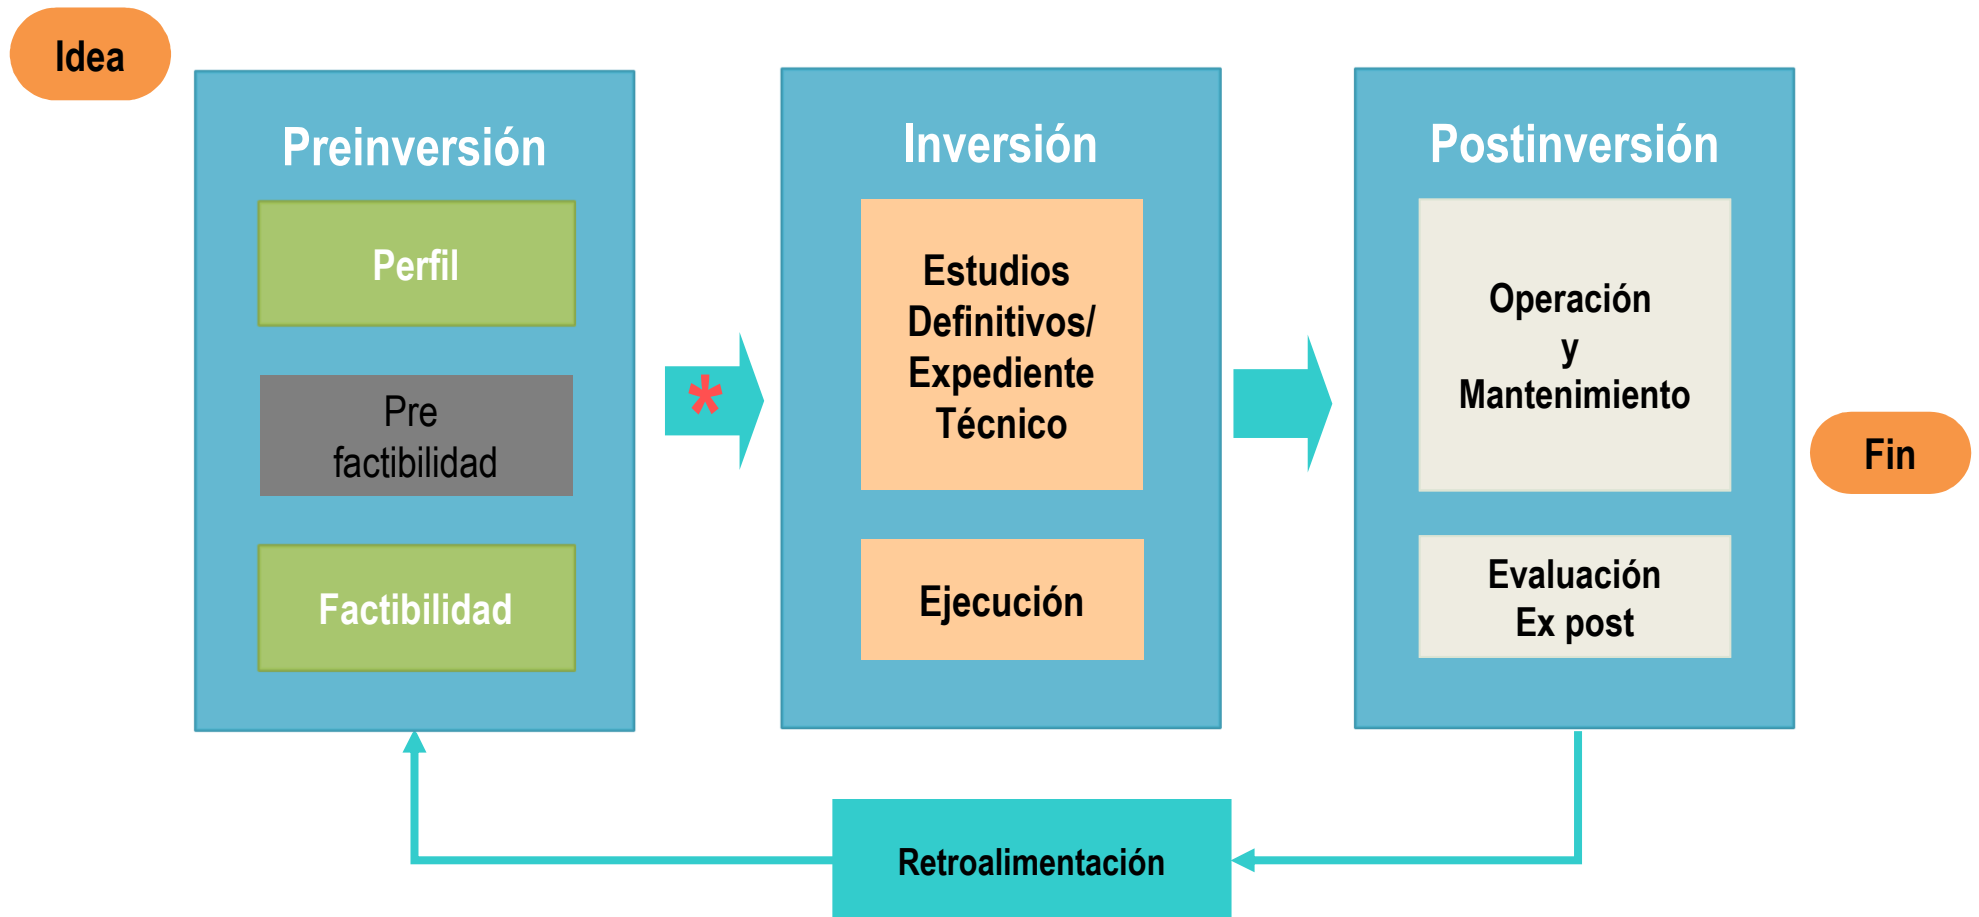 Idea
Preinversión
Perfil
Pre
factibilidad
Factibilidad
*
Inversión
Estudios
Definitivos/
Expediente
Técnico
Ejecución
Postinversión
Operación
y
Mantenimiento
Evaluación
Ex post
Fin
Retroalimentación